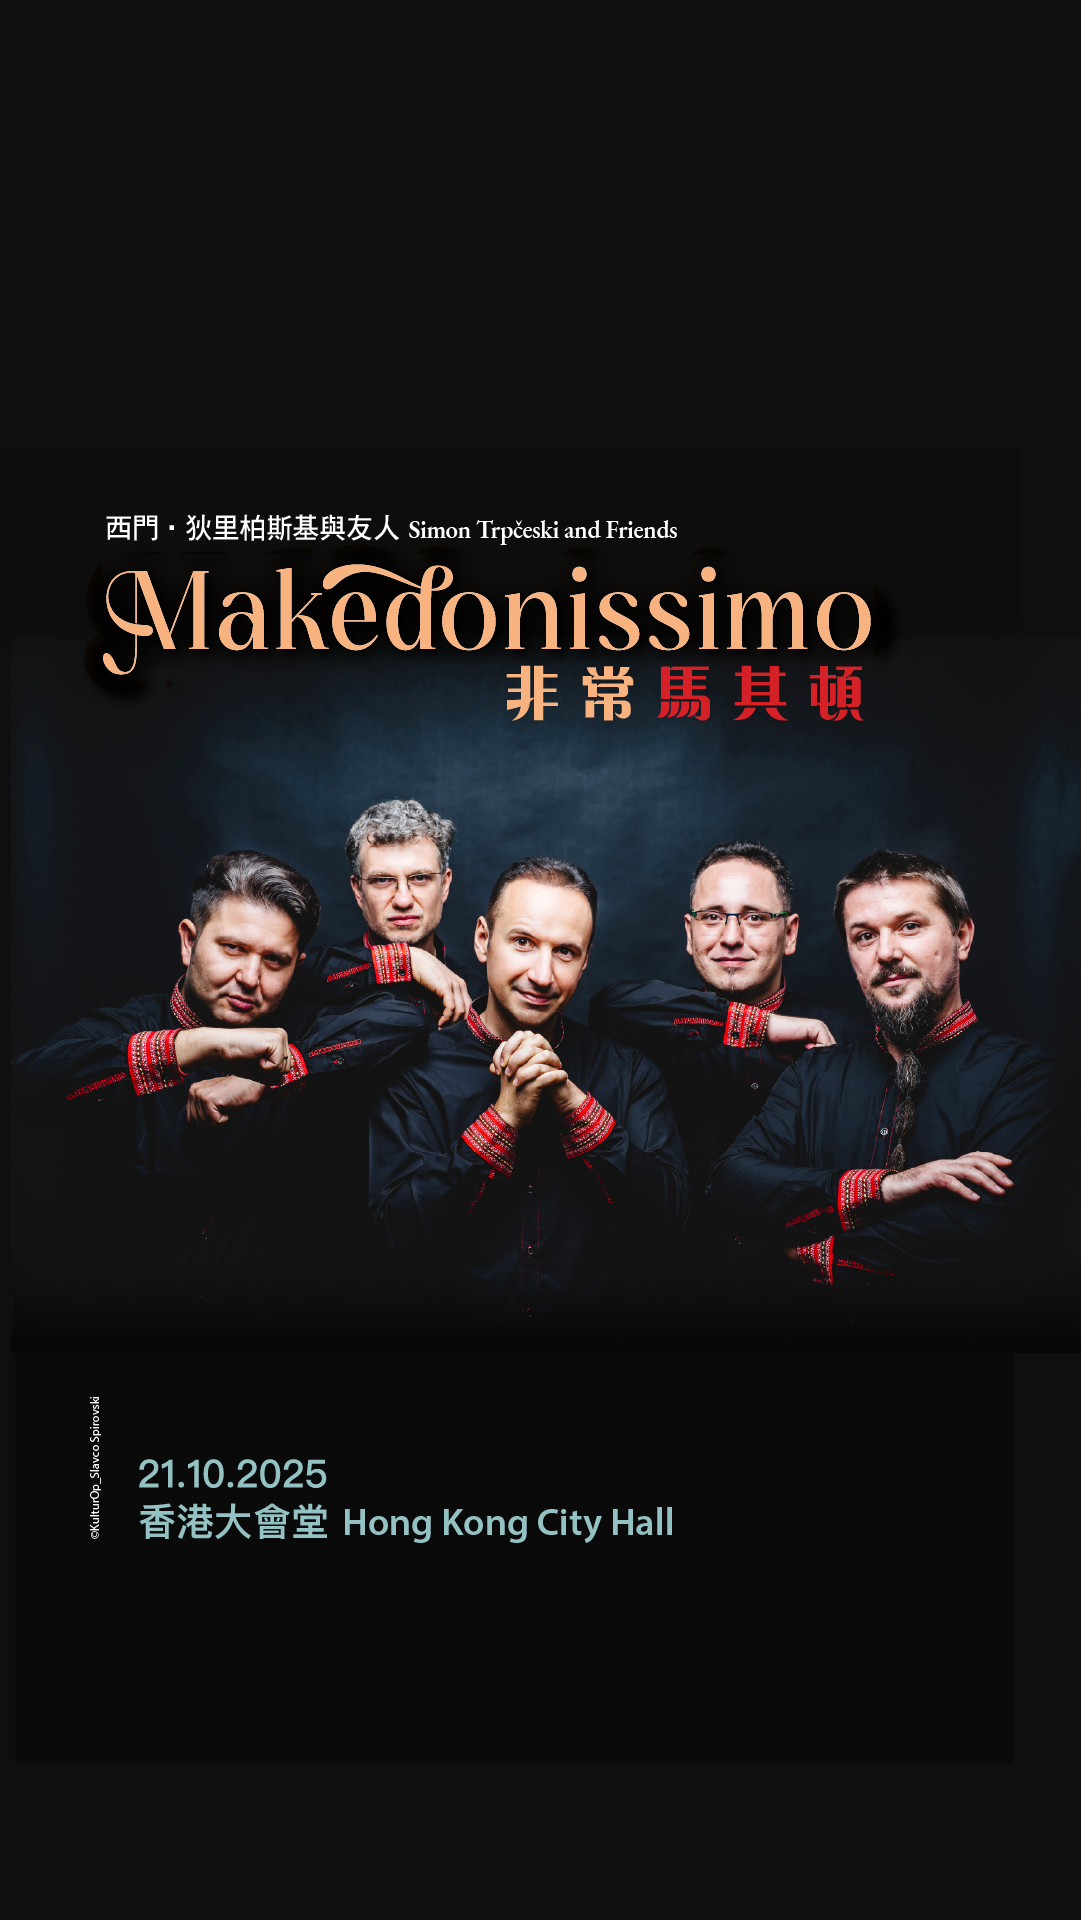 西門・狄里柏斯基與友人 Simon Trpčeski and Friends
Makedonissimo
非常馬其頓
©KulturOp_Slavco Spirovski
21.10.2025
香港大會堂 Hong Kong City Hall